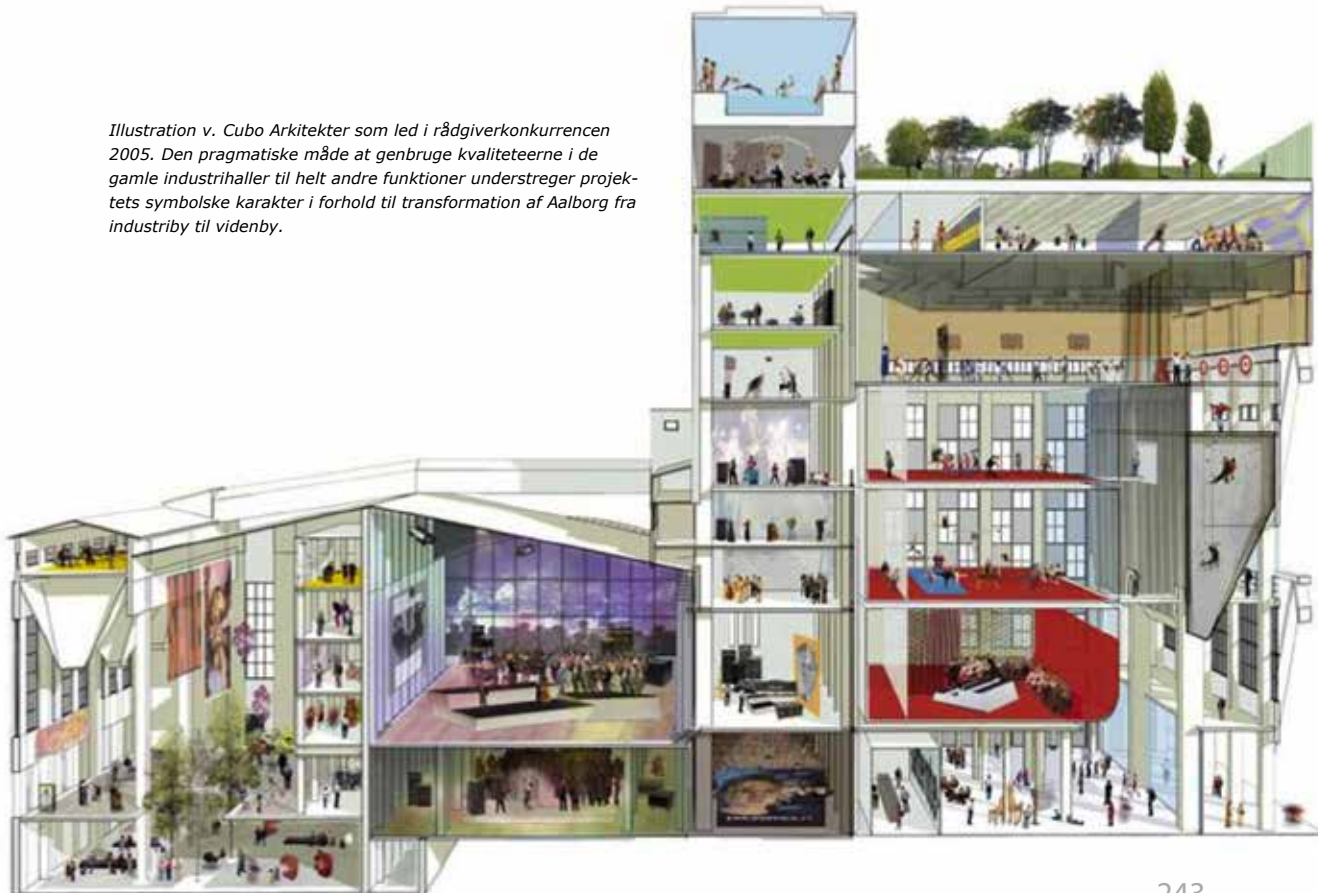 Illustration v. Cubo Arkitekter som led i rådgiverkonkurrencen
2005. Den pragmatiske måde at genbruge kvaliteteerne i de
gamle industrihaller til helt andre funktioner understreger projek-
tets symbolske karakter i forhold til transformation af Aalborg fra
industriby til videnby.
243